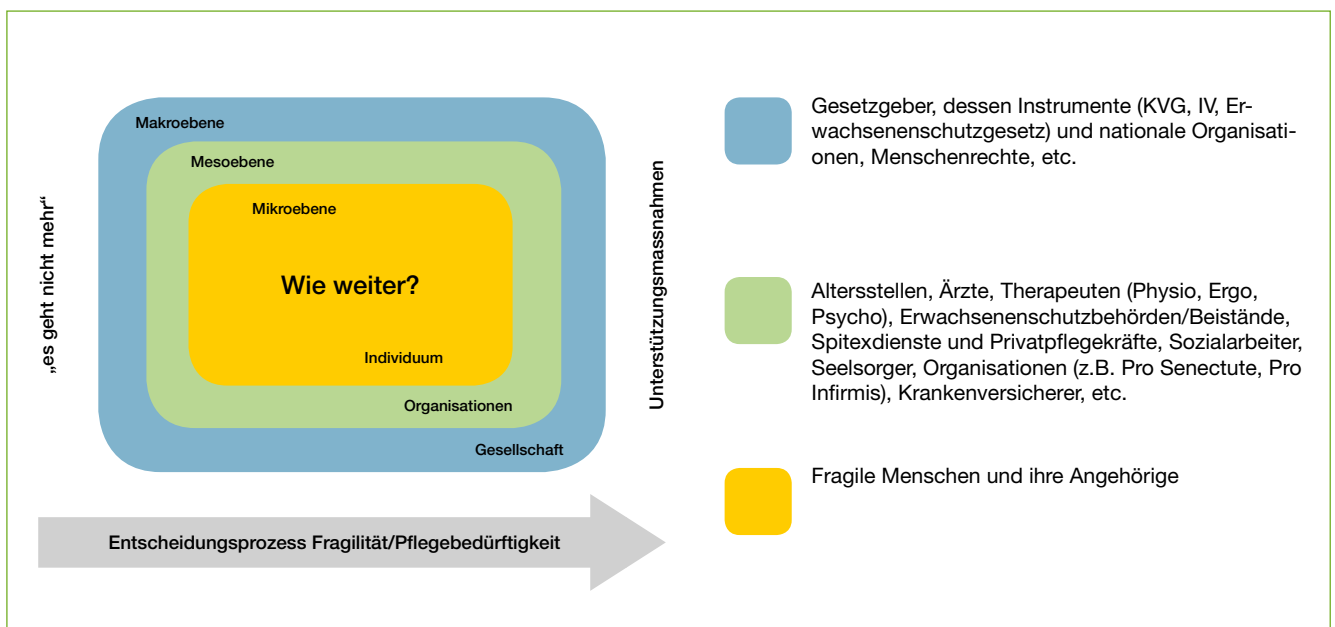 „es geht nicht mehr“
Makroebene
Mesoebene
Mikroebene
Wie weiter?
Individuum
Organisationen
Gesellschaft
Unterstützungsmassnahmen
Entscheidungsprozess Fragilität/Pflegebedürftigkeit
Gesetzgeber, dessen Instrumente (KVG, IV, Er-
wachsenenschutzgesetz) und nationale Organisati-
onen, Menschenrechte, etc.
Altersstellen, Ärzte, Therapeuten (Physio, Ergo,
Psycho), Erwachsenenschutzbehörden/Beistände,
Spitexdienste und Privatpflegekräfte, Sozialarbeiter,
Seelsorger, Organisationen (z.B. Pro Senectute, Pro
Infirmis), Krankenversicherer, etc.
Fragile Menschen und ihre Angehörige